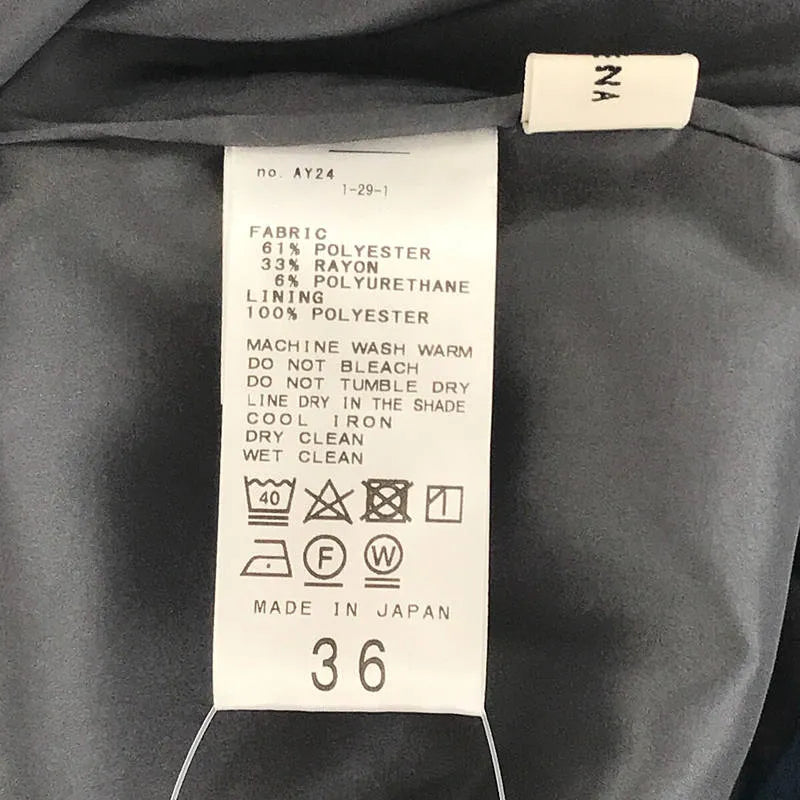 no. AY24
1-29-1
FABRIC
61% POLYESTER
33% RAYON
6% POLYURETHANE
LINING
100% POLYESTER
MACHINE WASH WARM
DO NOT BLEACH
DO NOT TUMBLE DRY
LINE DRY IN THE SHADE
COOL IRON
DRY CLEAN
WET CLEAN
40
F W
MADE IN JAPAN
36